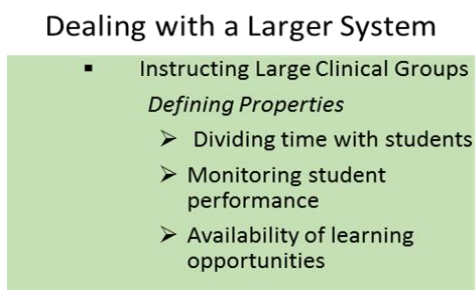 Dealing with a Larger System
▪ Instructing Large Clinical Groups
Defining Properties
➢ Dividing time with students
➢ Monitoring student
performance
➢ Availability of learning
opportunities